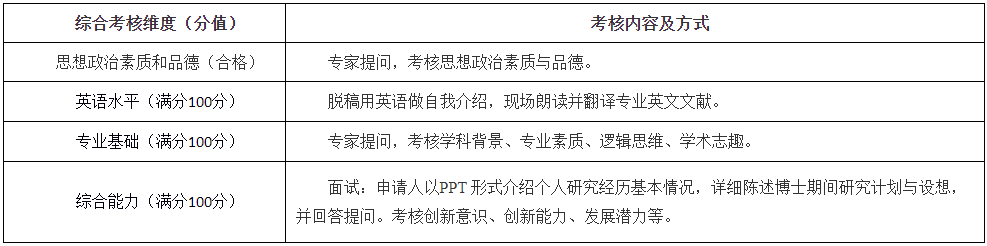 综合考核维度（分值）
考核内容及方式
思想政治素质和品德（合格）
专家提问，考核思想政治素质与品德。
英语水平（满分100分）
脱稿用英语做自我介绍，现场朗读并翻译专业英文文献。
专业基础（满分100分）
专家提问，考核学科背景、专业素质、逻辑思维、学术志趣。
综合能力（满分100分）
面试：申请人以PPT 形式介绍个人研究经历基本情况，详细陈述博士期间研究计划与设想，
并回答提问。考核创新意识、创新能力、发展潜力等。